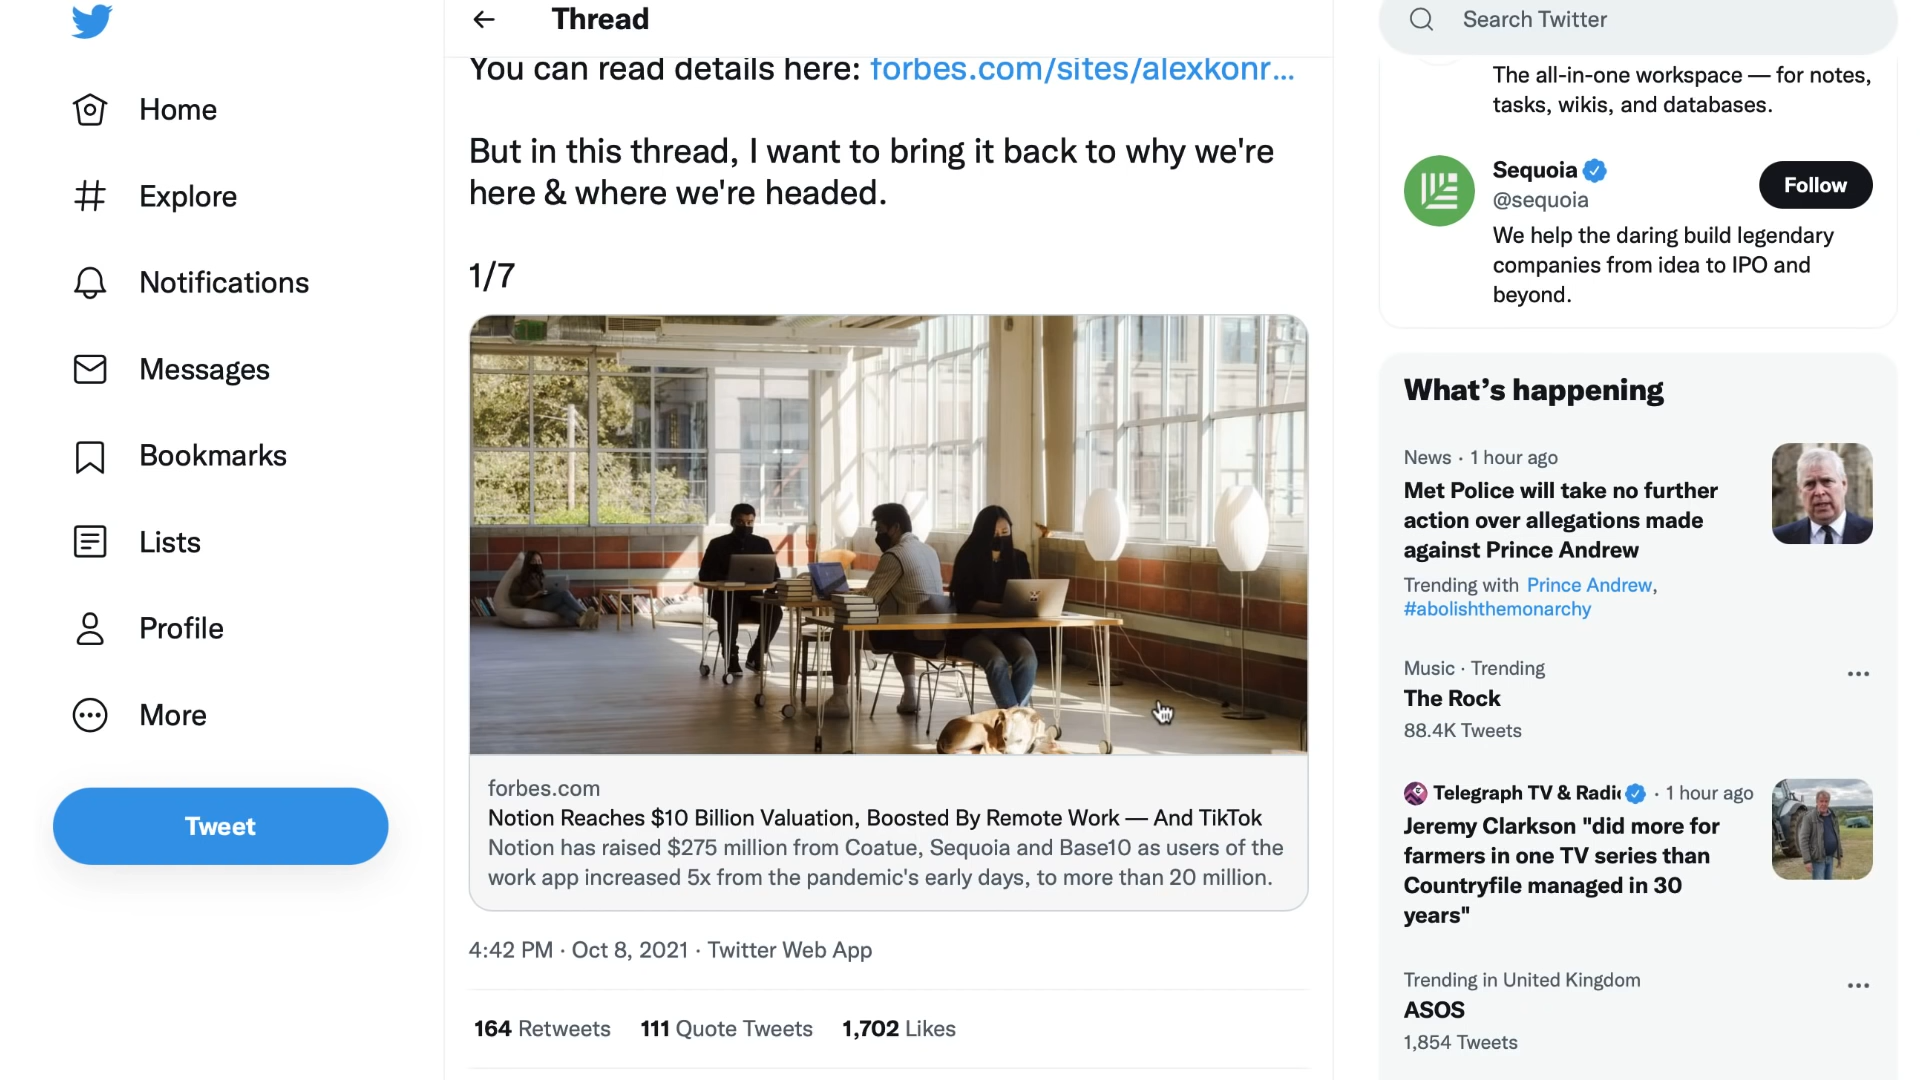 Home
Explore
Notifications
Messages
Bookmarks
Lists
Profile
More
Tweet
Thread
You can read details here: forbes.com/sites/alexkonr...
But in this thread, I want to bring it back to why we're
here & where we're headed.
1/7
forbes.com
Notion Reaches $10 Billion Valuation, Boosted By Remote Work — And TikTok
Notion has raised $275 million from Coatue, Sequoia and Base10 as users of the
work app increased 5x from the pandemic's early days, to more than 20 million.
4:42 PM · Oct 8, 2021 · Twitter Web App
164 Retweets 111 Quote Tweets 1,702 Likes
Search Twitter
The all-in-one workspace — for notes,
tasks, wikis, and databases.
Sequoia
@sequoia
Follow
We help the daring build legendary
companies from idea to IPO and
beyond.
What's happening
News · 1 hour ago
Met Police will take no further
action over allegations made
against Prince Andrew
Trending with Prince Andrew,
#abolishthemonarchy
Music · Trending
The Rock
88.4K Tweets
Telegraph TV & Radi · 1 hour ago
Jeremy Clarkson "did more for
farmers in one TV series than
Countryfile managed in 30
years"
Trending in United Kingdom
ASOS
1,854 Tweets